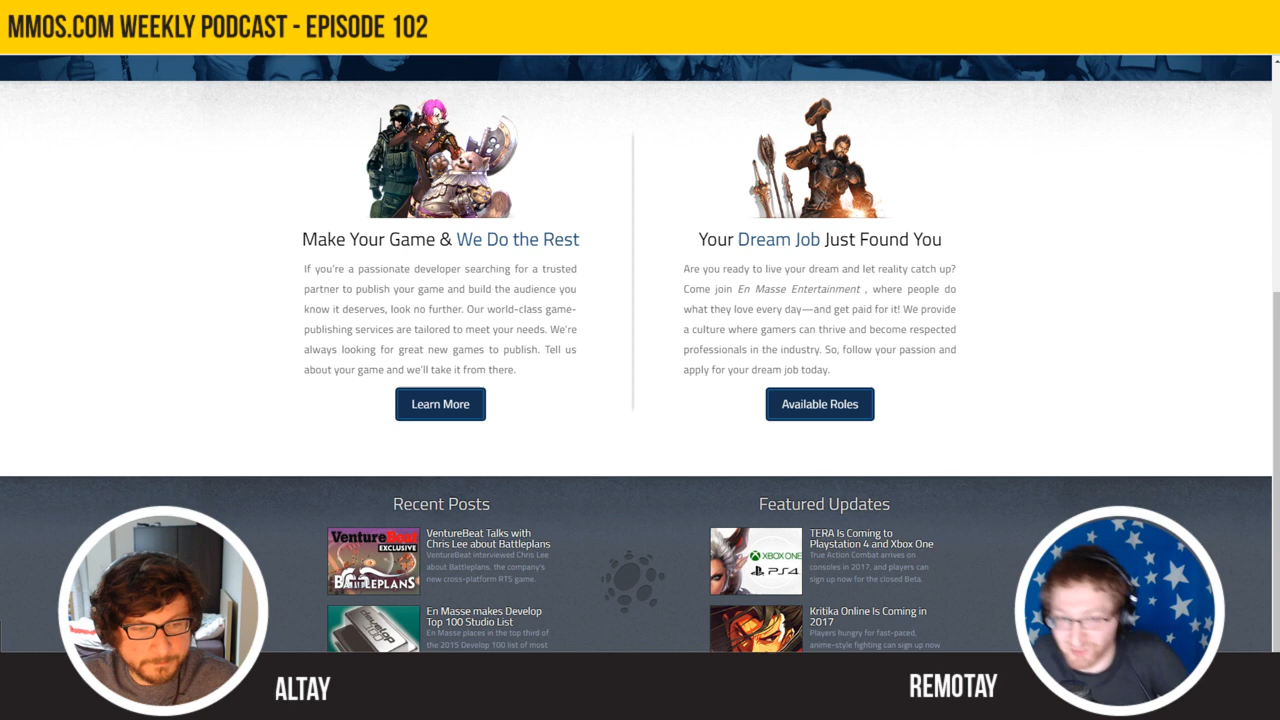 MMOS.COM WEEKLY PODCAST - EPISODE 102
Make Your Game & We Do the Rest
If you're a passionate developer searching for a trusted
partner to publish your game and build the audience you
know it deserves, look no further. Our world-class game-
publishing services are tailored to meet your needs. We're
always looking for great new games to publish. Tell us
about your game and we'll take it from there.
Learn More
Your Dream Job Just Found You
Are you ready to live your dream and let reality catch up?
Come join En Masse Entertainment , where people do
what they love every day—and get paid for it! We provide
a culture where gamers can thrive and become respected
professionals in the industry. So, follow your passion and
apply for your dream job today.
Available Roles
Recent Posts
VentureBeat
EXCLUSIVE
BATTLEPLANS
VentureBeat Talks with
Chris Lee about Battleplans
VentureBeat interviewed Chris Lee
about Battleplans, the company's
new cross-platform RTS game.
En Masse makes Develop
Top 100 Studio List
En Masse places in the top third of
the 2015 Develop 100 list of most
Featured Updates
XBOX ONE
PS4
TERA Is Coming to
Playstation 4 and Xbox One
True Action Combat arrives on
consoles in 2017, and players can
sign up now for the closed Beta.
Kritika Online Is Coming in
2017
Players hungry for fast-paced,
anime-style fighting can sign up now
ALTAY
REMOTAY